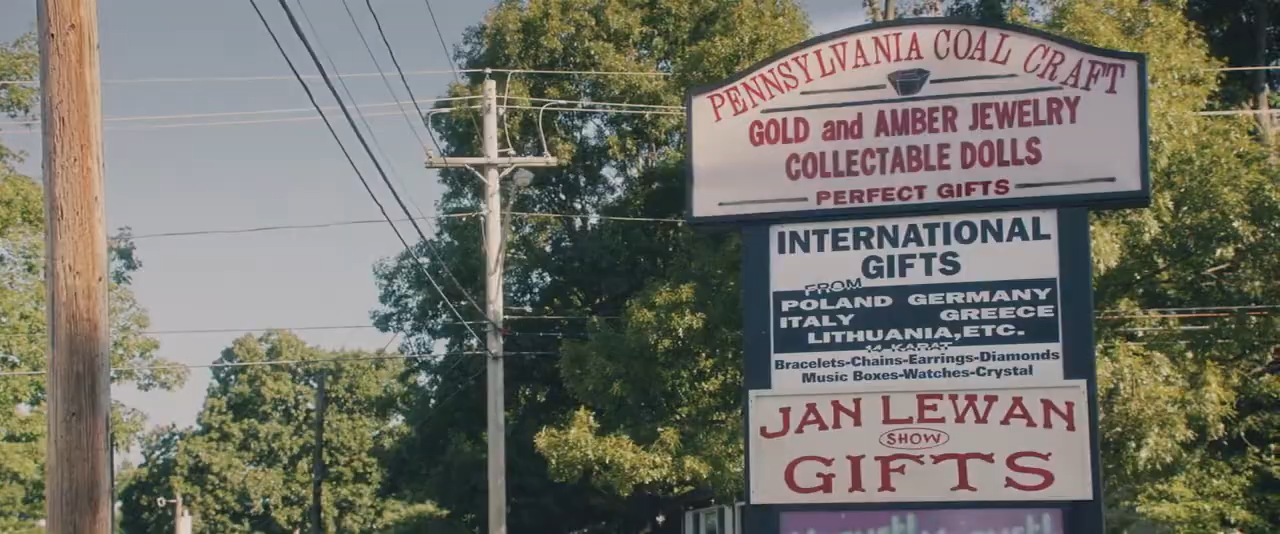 PENNSYLVANIA COAL CRAFT
GOLD and AMBER JEWELRY
COLLECTABLE DOLLS
PERFECT GIFTS
INTERNATIONAL
GIFTS
FROM
POLAND GERMANY
ITALY GREECE
LITHUANIA, ETC.
14 KARAT
Bracelets-Chains-Earrings-Diamonds
Music Boxes-Watches-Crystal
JAN LEWAN
SHOW
GIFTS